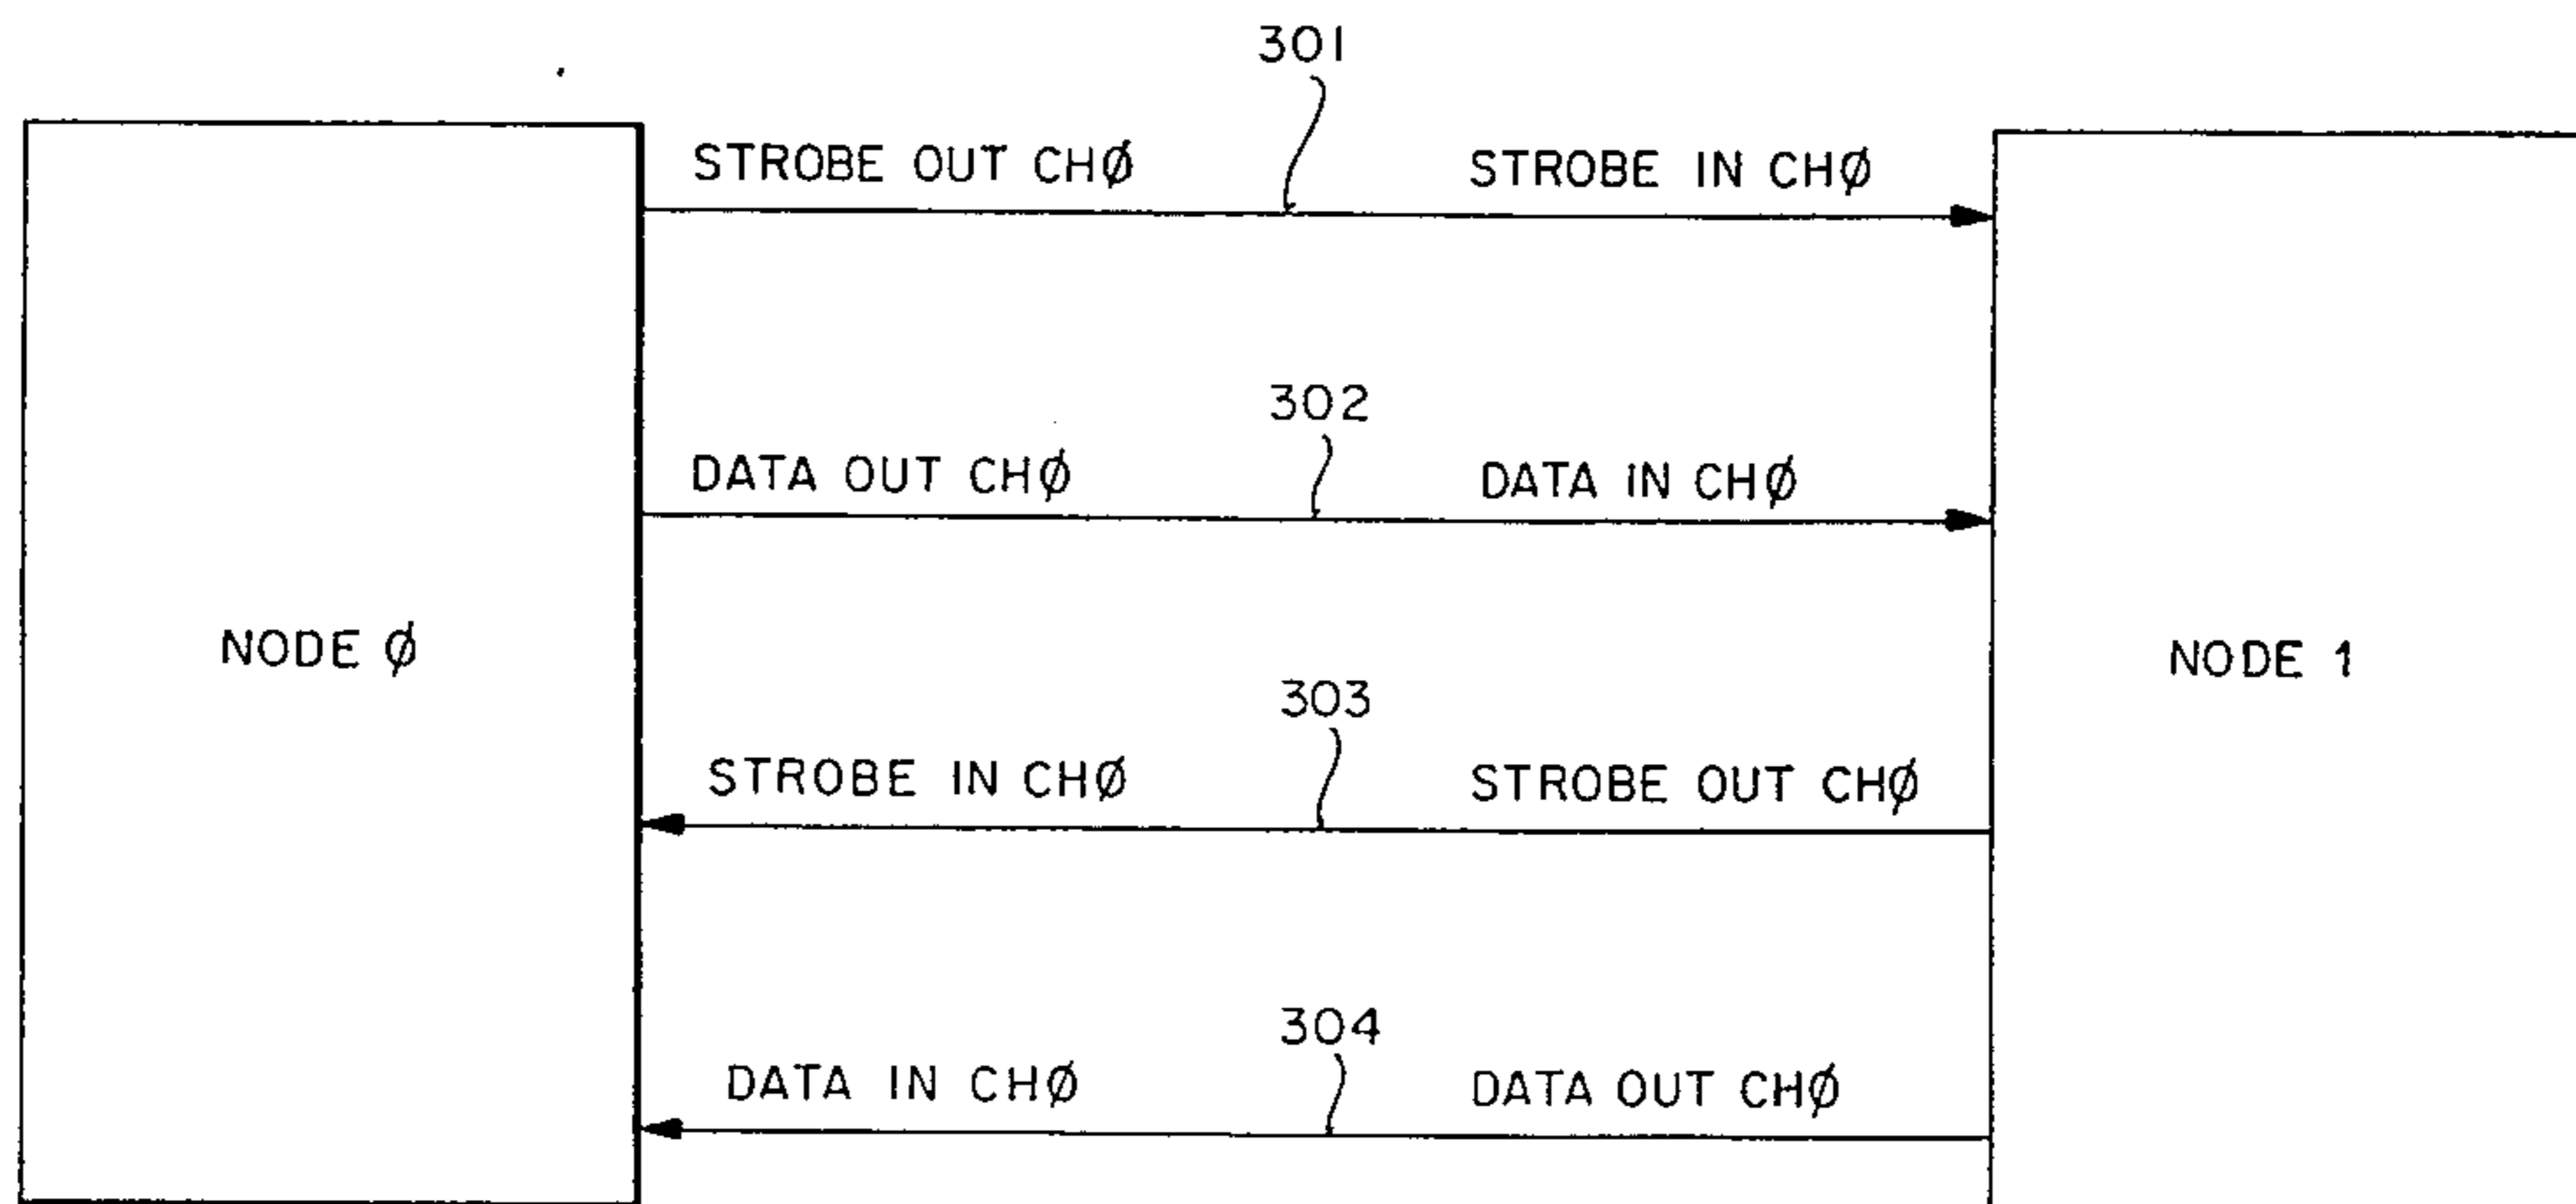 301
STROBE OUT CHØ STROBE IN CHØ
302
DATA OUT CHØ DATA IN CHØ
NODE Ø NODE 1
303
STROBE IN CHØ STROBE OUT CHØ
304
DATA IN CHØ DATA OUT CHØ